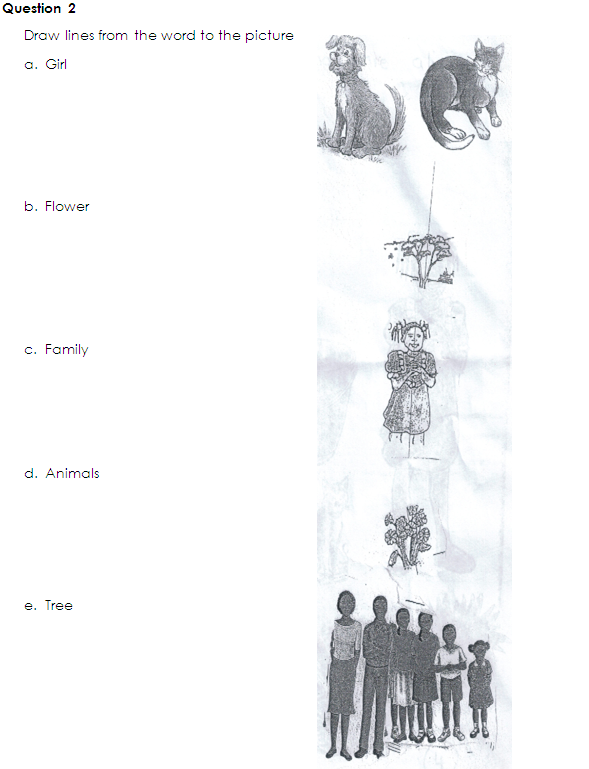 Question 2
Draw lines from the word to the picture
a. Girl
b. Flower
c. Family
d. Animals
e. Tree